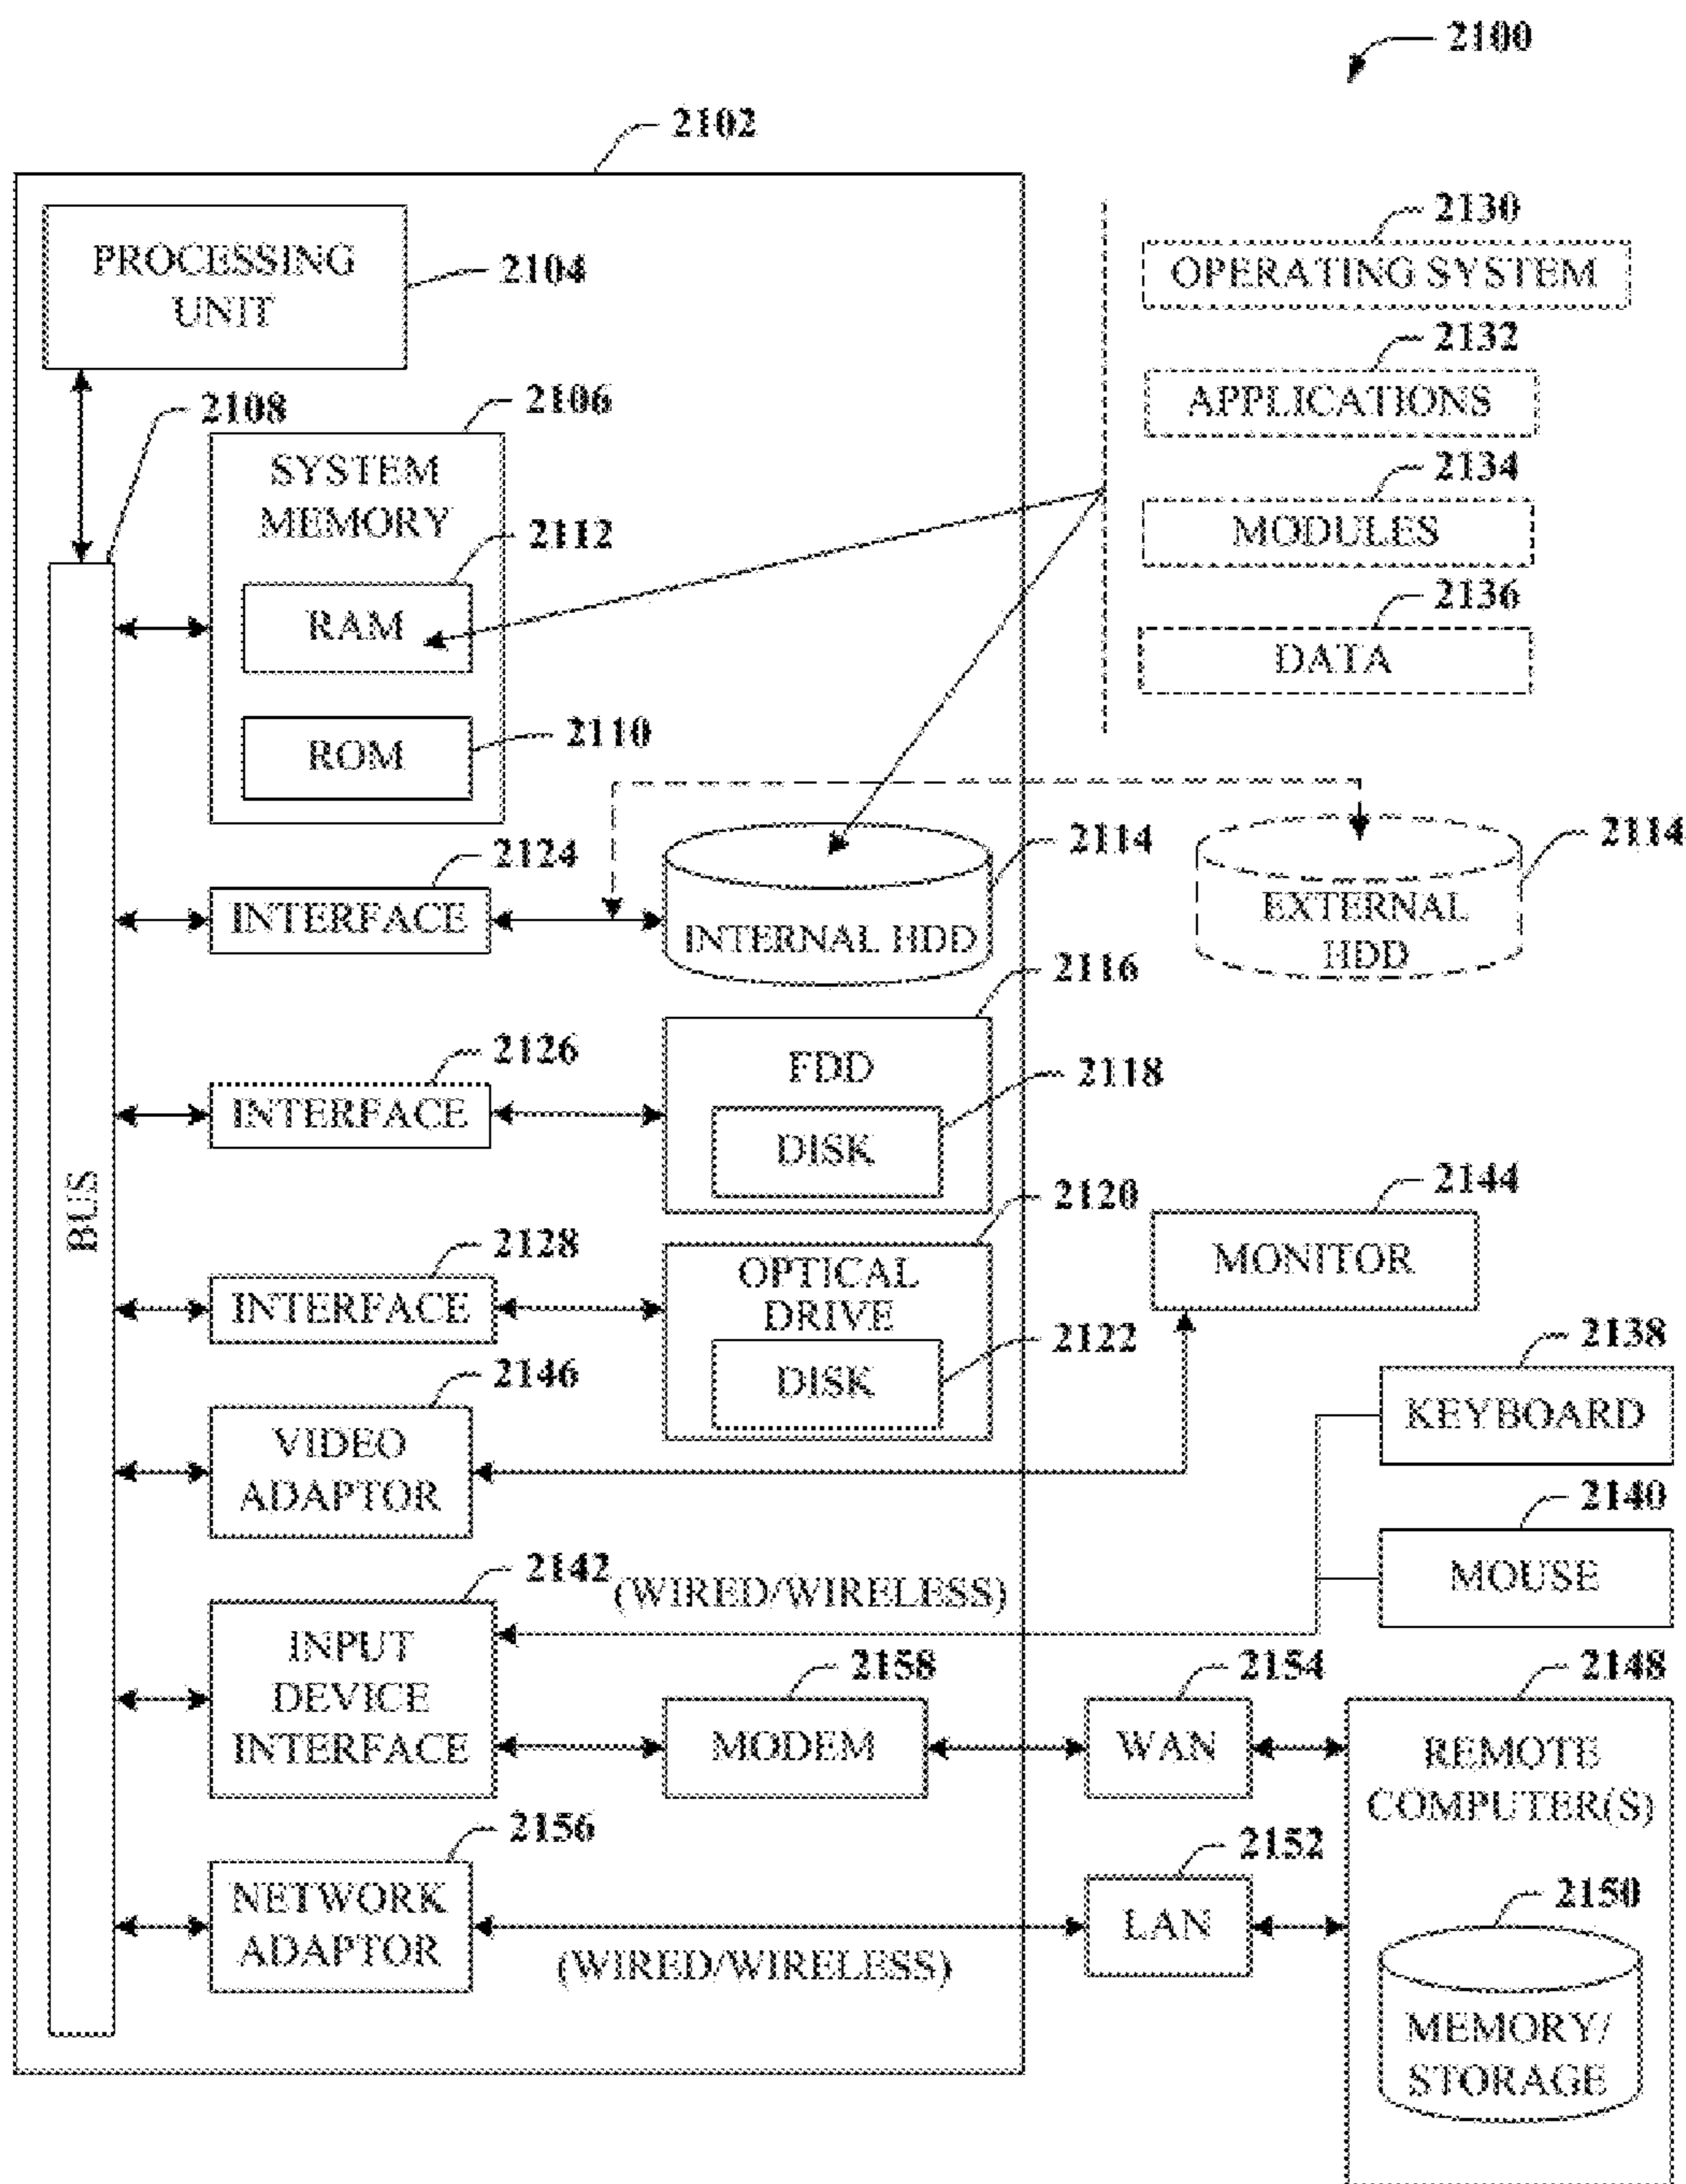 2100
2102
PROCESSING
UNIT
2104
2130
OPERATING SYSTEM
2132
APPLICATIONS
2134
MODULES
2136
DATA
2108
2106
SYSTEM
MEMORY
2112
RAM
2110
ROM
BUS
2124
INTERFACE
2114
INTERNAL HDD
2114
EXTERNAL
HDD
2126
INTERFACE
2116
FDD
2118
DISK
2128
INTERFACE
2120
OPTICAL
DRIVE
2122
DISK
2144
MONITOR
2146
VIDEO
ADAPTOR
2138
KEYBOARD
2140
MOUSE
2142
(WIRED/WIRELESS)
INPUT
DEVICE
INTERFACE
2158
MODEM
2154
WAN
2148
REMOTE
COMPUTER(S)
2156
NETWORK
ADAPTOR
(WIRED/WIRELESS)
2152
LAN
2150
MEMORY/
STORAGE